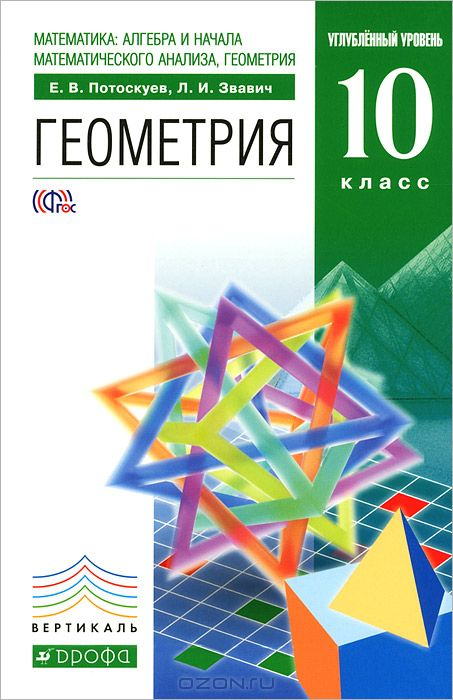 МАТЕМАТИКА: АЛГЕБРА И НАЧАЛА
МАТЕМАТИЧЕСКОГО АНАЛИЗА, ГЕОМЕТРИЯ
УГЛУБЛЁННЫЙ УРОВЕНЬ
Е. В. Потоскуев, Л. И. Звавич
10
класс
ГЕОМЕТРИЯ
ФГОС
ВЕРТИКАЛЬ
дрофа
ozon.ru